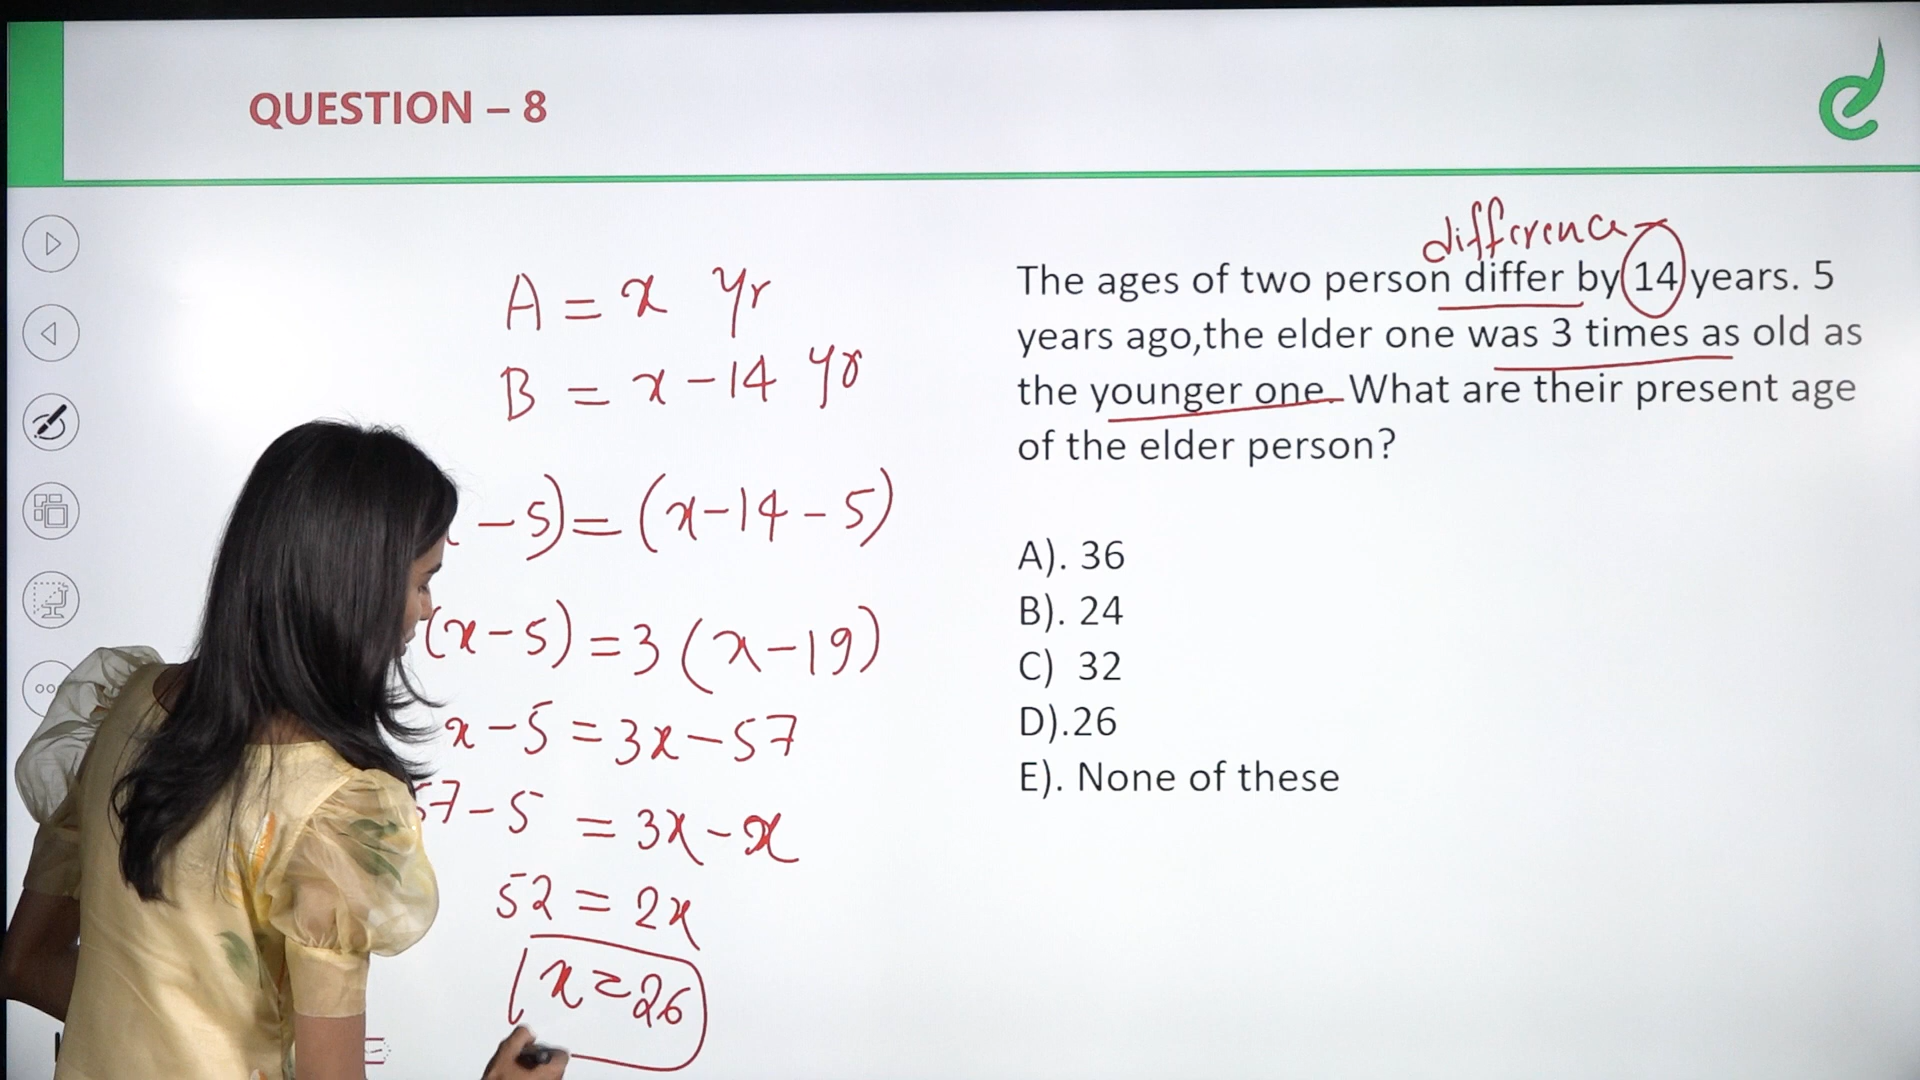 QUESTION – 8
A = x Yr
B = x - 14 Yr
- 5) = (x - 14 - 5)
(x - 5) = 3 (x - 19)
x - 5 = 3x - 57
57 - 5 = 3x - x
52 = 2x
x = 26
difference
The ages of two person differ by 14 years. 5
years ago,the elder one was 3 times as old as
the younger one. What are their present age
of the elder person?
A). 36
B). 24
C) 32
D).26
E). None of these